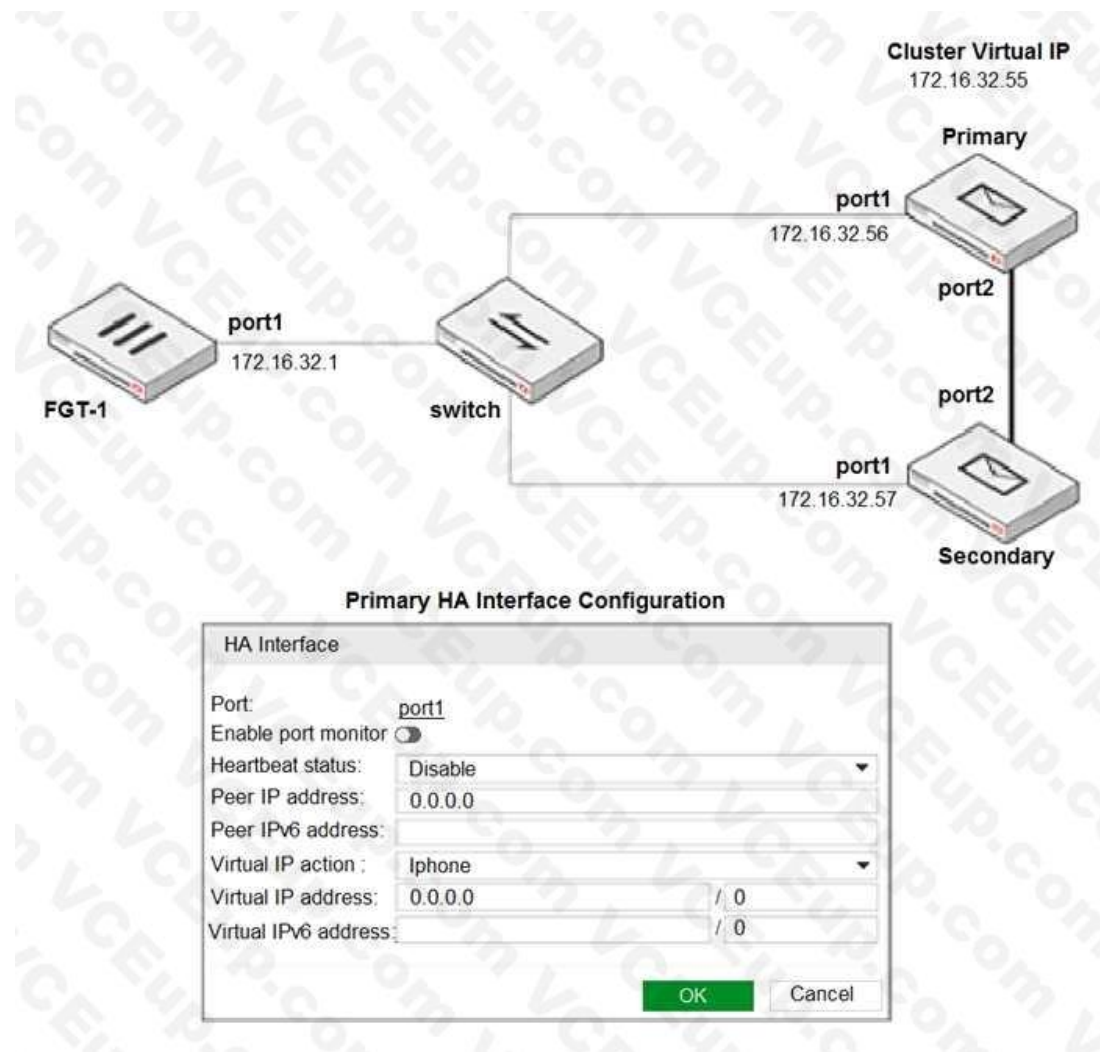 Cluster Virtual IP
172.16.32.55
Primary
port1
172.16.32.56
port2
port1
172.16.32.1
FGT-1
switch
port2
port1
172.16.32.57
Secondary
Primary HA Interface Configuration
HA Interface
Port: port1
Enable port monitor
Heartbeat status: Disable
Peer IP address: 0.0.0.0
Peer IPv6 address:
Virtual IP action : Iphone
Virtual IP address: 0.0.0.0 / 0
Virtual IPv6 address: / 0
OK Cancel
VCEup.com